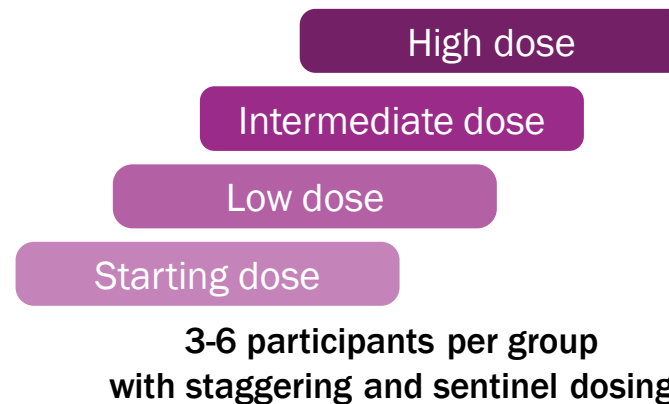 High dose
Intermediate dose
Low dose
Starting dose
3-6 participants per group
with staggering and sentinel dosing